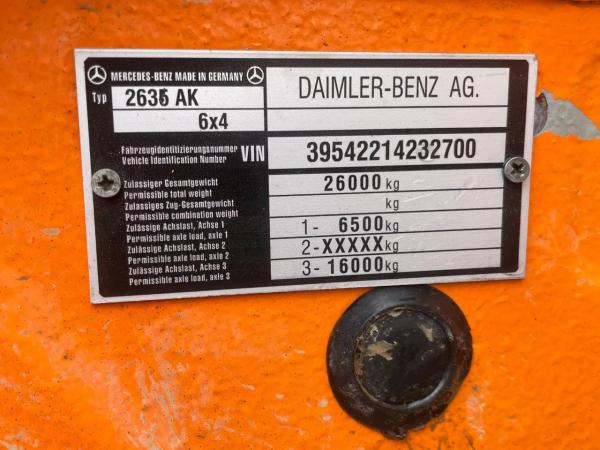 MERCEDES-BENZ MADE IN GERMANY
Typ 2635 AK
6x4
DAIMLER-BENZ AG.
Fahrzeugidentifizierungsnummer
Vehicle Identification Number VIN 39542214232700
Zulassiger Gesamtgewicht
Permissible total weight 26000 kg
Zulassiges Zug-Gesamtgewicht
Permissible combination weight kg
Zulässige Achslast, Achse 1
Permissible axle load, axle 1 1- 6500 kg
Zulässige Achslast, Achse 2
Permissible axle load, axle 2 2-XXXXX kg
Zulässige Achslast, Achse 3
Permissible axle load, axle 3 3-16000 kg